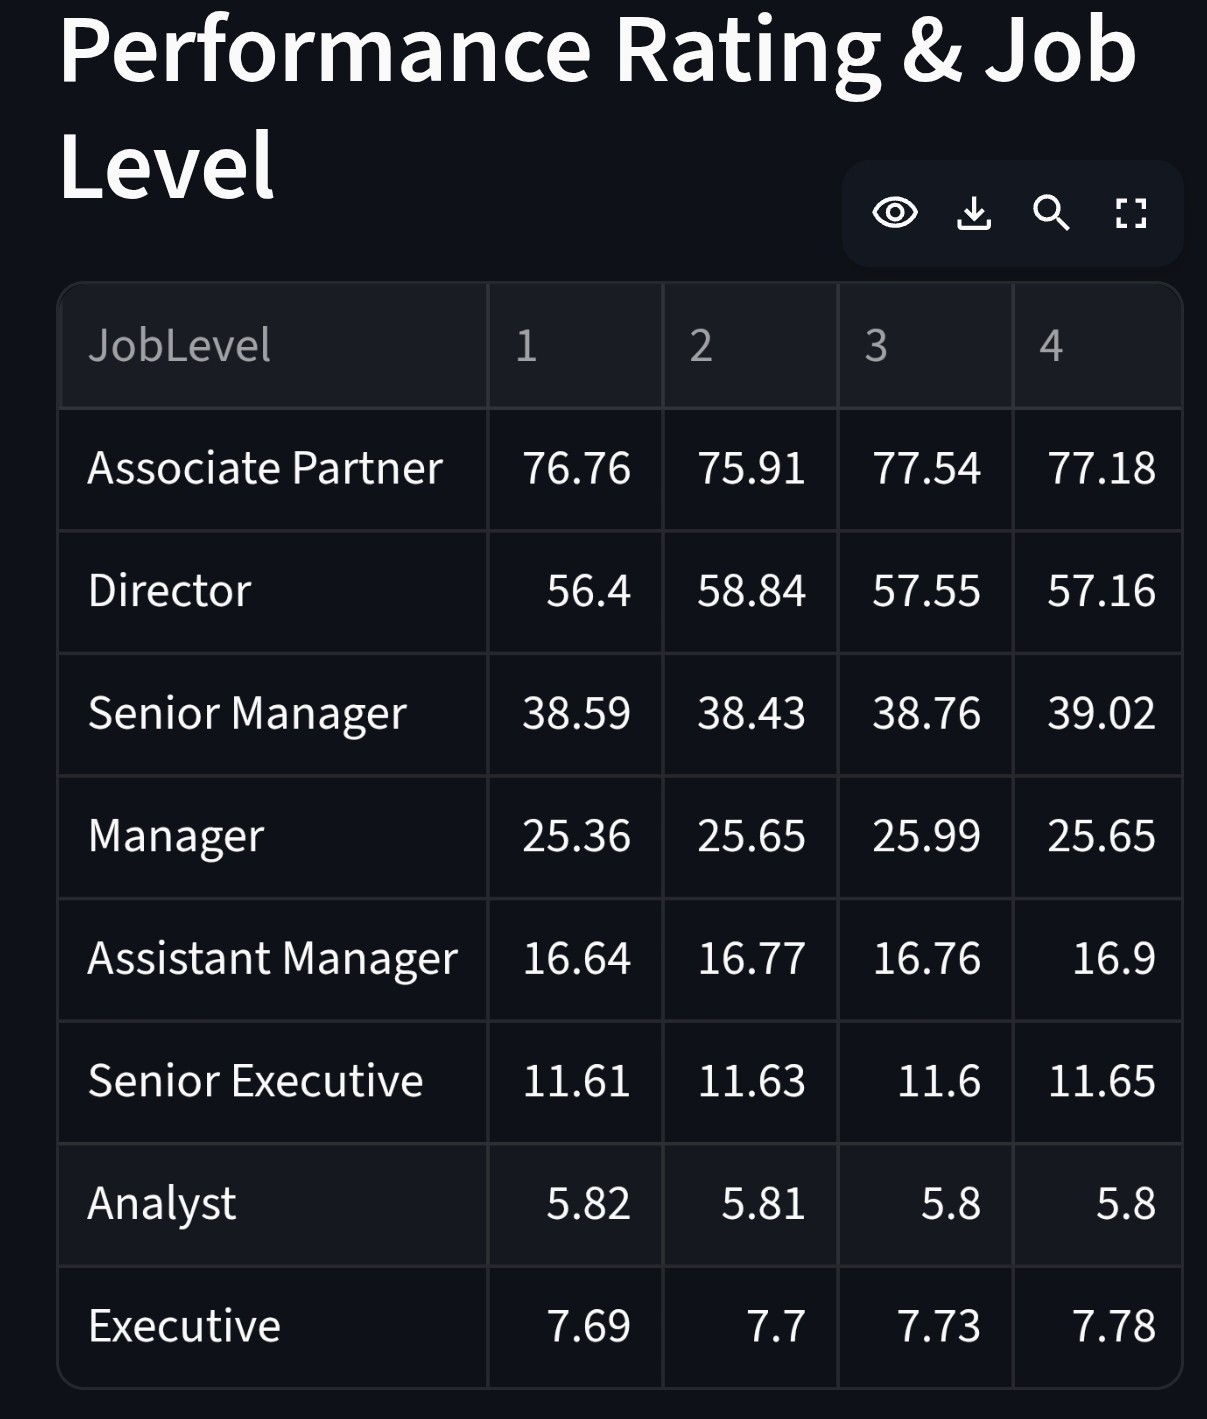 Performance Rating & Job
Level
JobLevel 1 2 3 4
Associate Partner 76.76 75.91 77.54 77.18
Director 56.4 58.84 57.55 57.16
Senior Manager 38.59 38.43 38.76 39.02
Manager 25.36 25.65 25.99 25.65
Assistant Manager 16.64 16.77 16.76 16.9
Senior Executive 11.61 11.63 11.6 11.65
Analyst 5.82 5.81 5.8 5.8
Executive 7.69 7.7 7.73 7.78